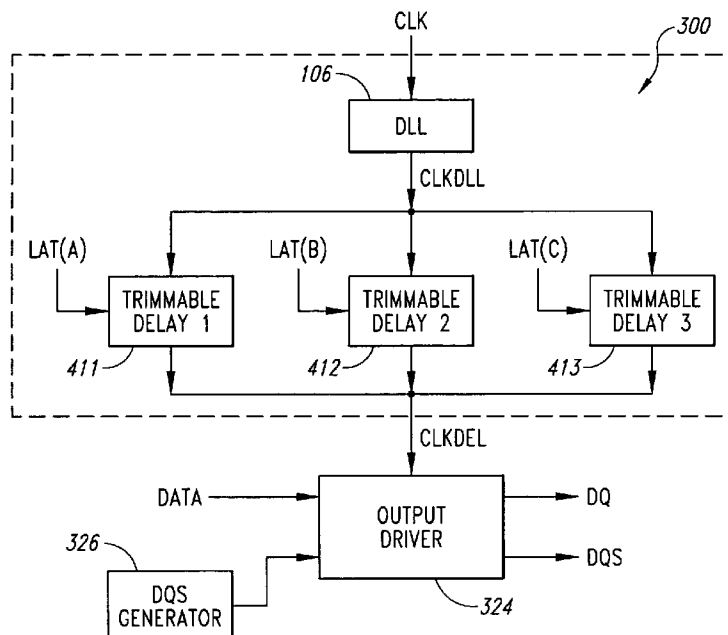 CLK
300
106
DLL
CLKDLL
LAT(A)
LAT(B)
LAT(C)
TRIMMABLE
DELAY 1
TRIMMABLE
DELAY 2
TRIMMABLE
DELAY 3
411
412
413
CLKDEL
DATA
OUTPUT
DRIVER
DQ
DQS
326
DQS
GENERATOR
324